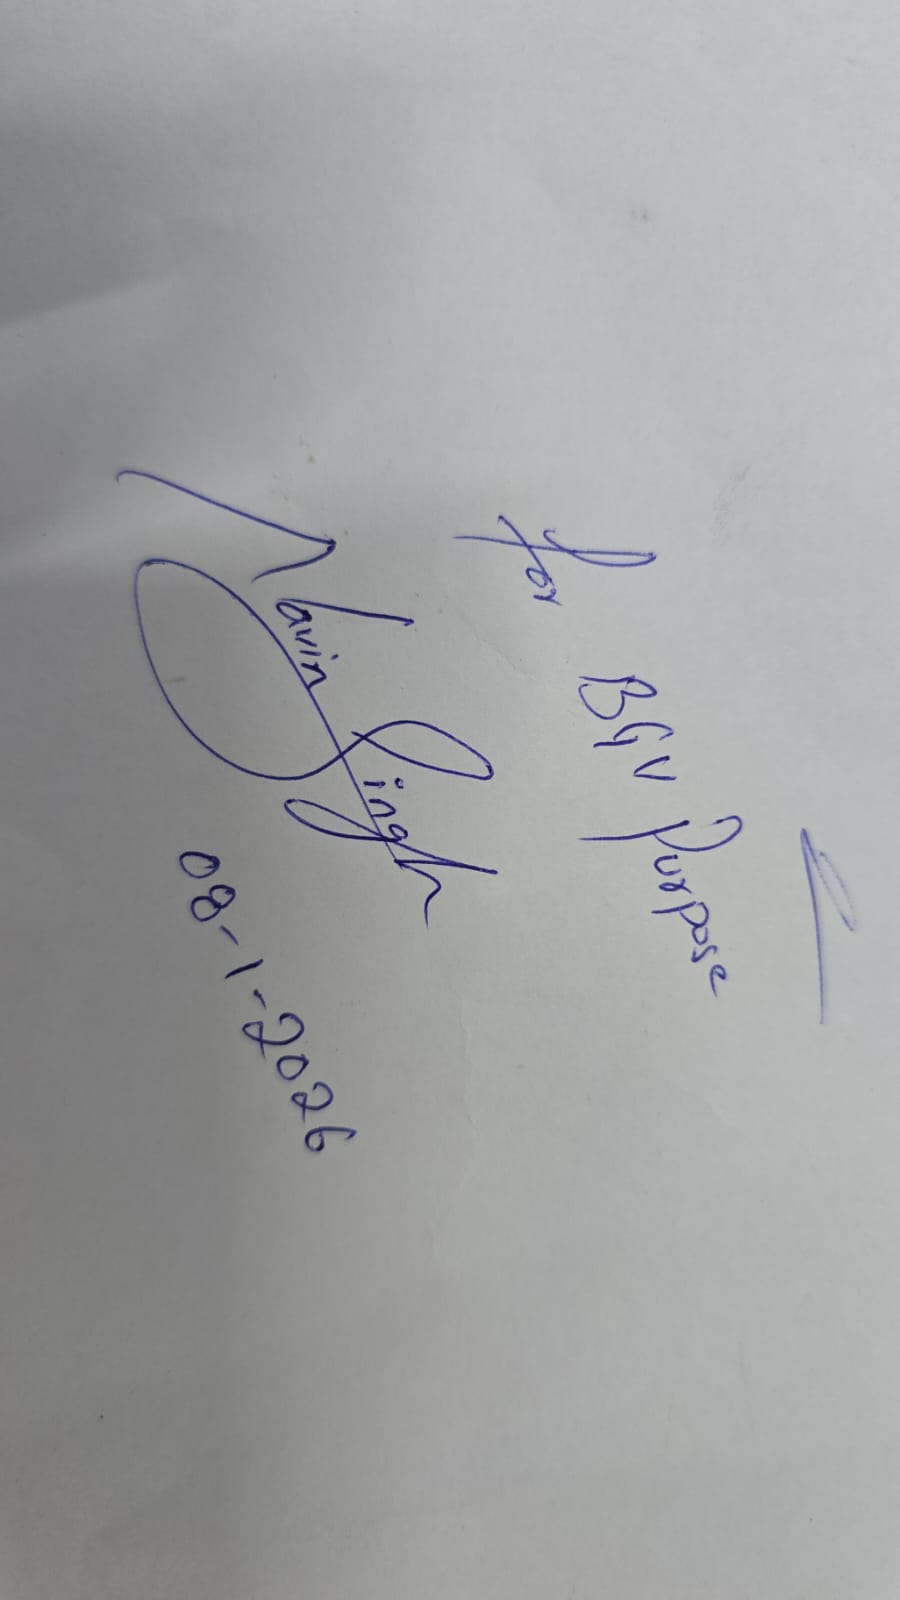 for BGV Purpose
Navin Singh
08-1-2026